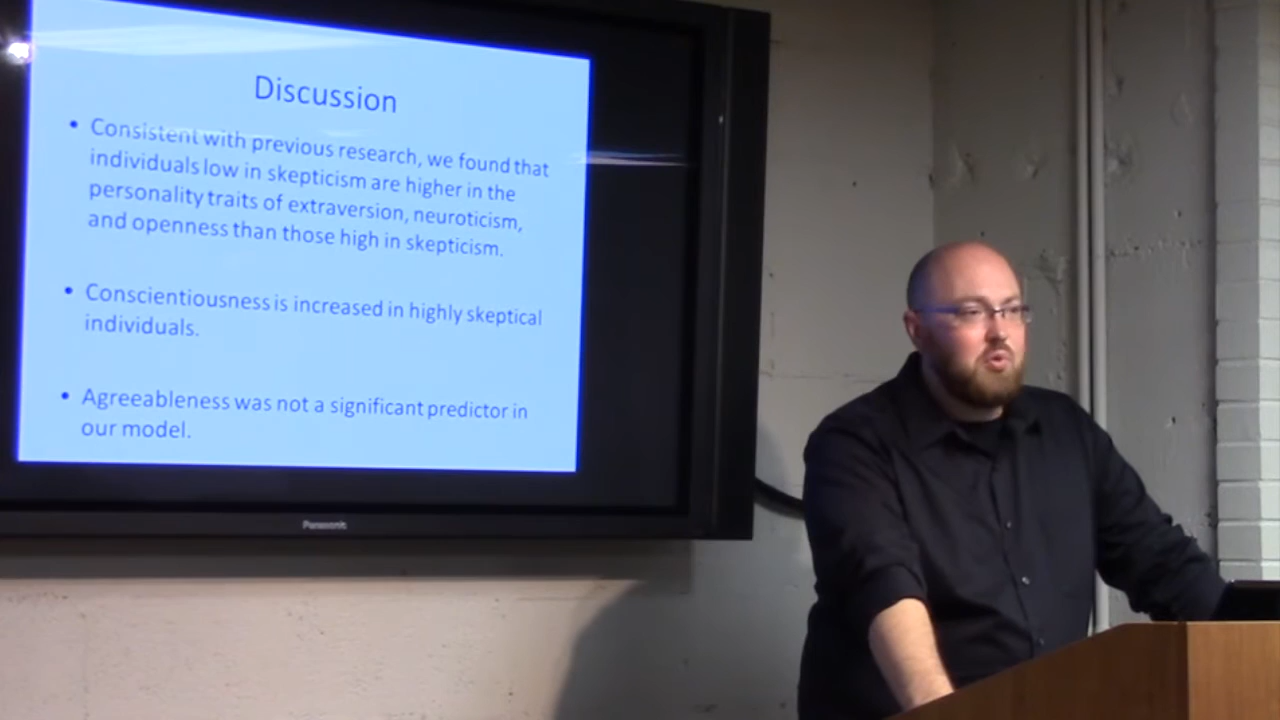 Discussion
• Consistent with previous research, we found that
individuals low in skepticism are higher in the
personality traits of extraversion, neuroticism,
and openness than those high in skepticism.
• Conscientiousness is increased in highly skeptical
individuals.
• Agreeableness was not a significant predictor in
our model.
Panasonic